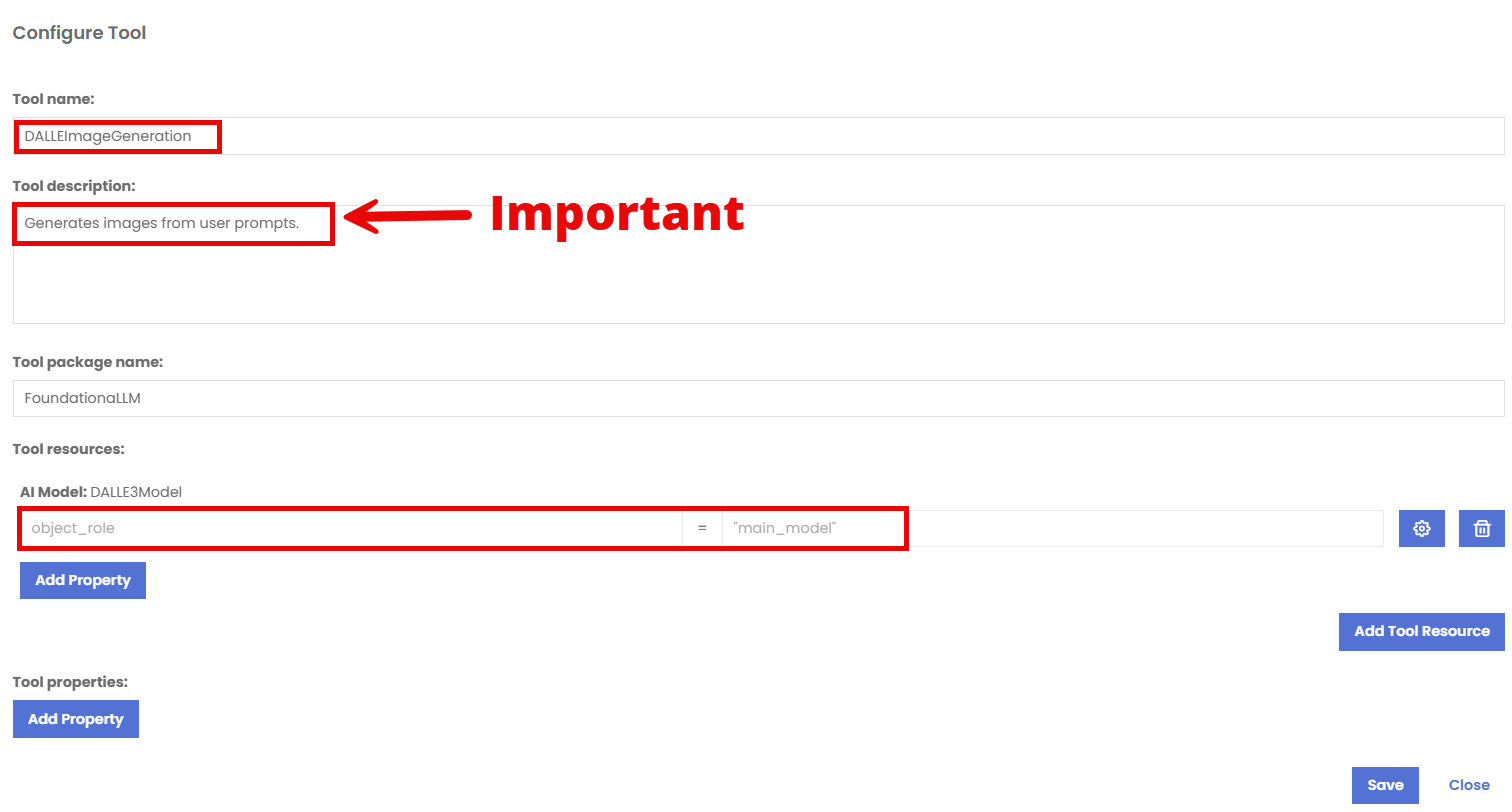 Configure Tool
Tool name:
DALLEImageGeneration
Tool description:
Generates images from user prompts.
Important
Tool package name:
FoundationaLLM
Tool resources:
AI Model: DALLE3Model
object_role = "main_model"
Add Property
Add Tool Resource
Tool properties:
Add Property
Save Close